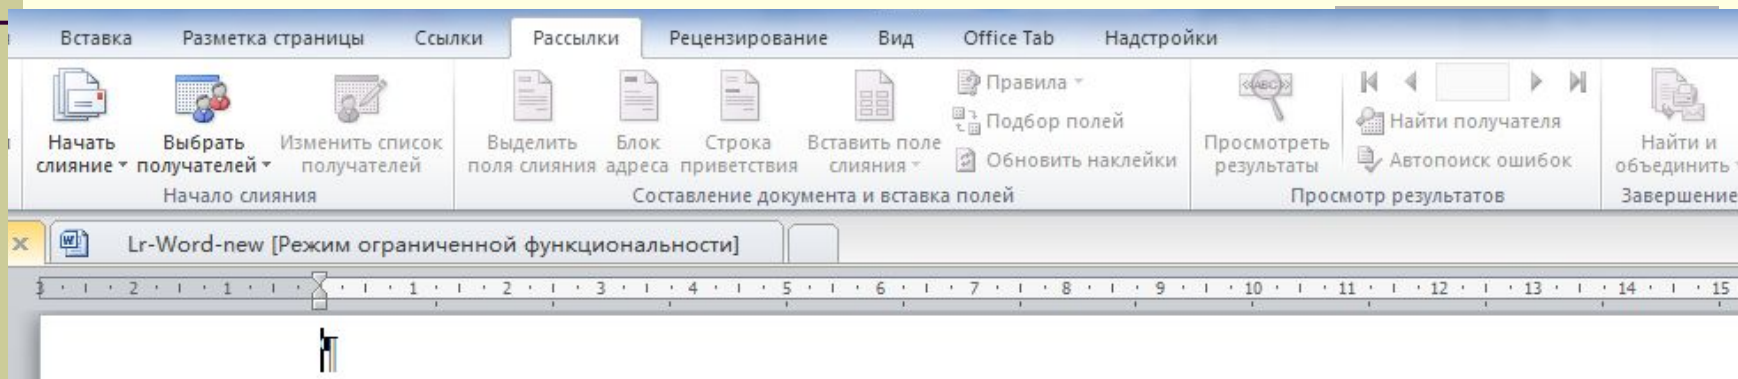 Вставка Разметка страницы Ссылки Рассылки Рецензирование Вид Office Tab Надстройки
Начать слияние
Выбрать получателей
Изменить список получателей
Начало слияния
Выделить поля слияния
Блок адреса
Строка приветствия
Вставить поле слияния
Правила
Подбор полей
Обновить наклейки
Составление документа и вставка полей
«ABC»
Просмотреть результаты
Найти получателя
Автопоиск ошибок
Просмотр результатов
Найти и объединить
Завершение
Lr-Word-new [Режим ограниченной функциональности]
3 2 1 1 2 3 4 5 6 7 8 9 10 11 12 13 14 15
¶